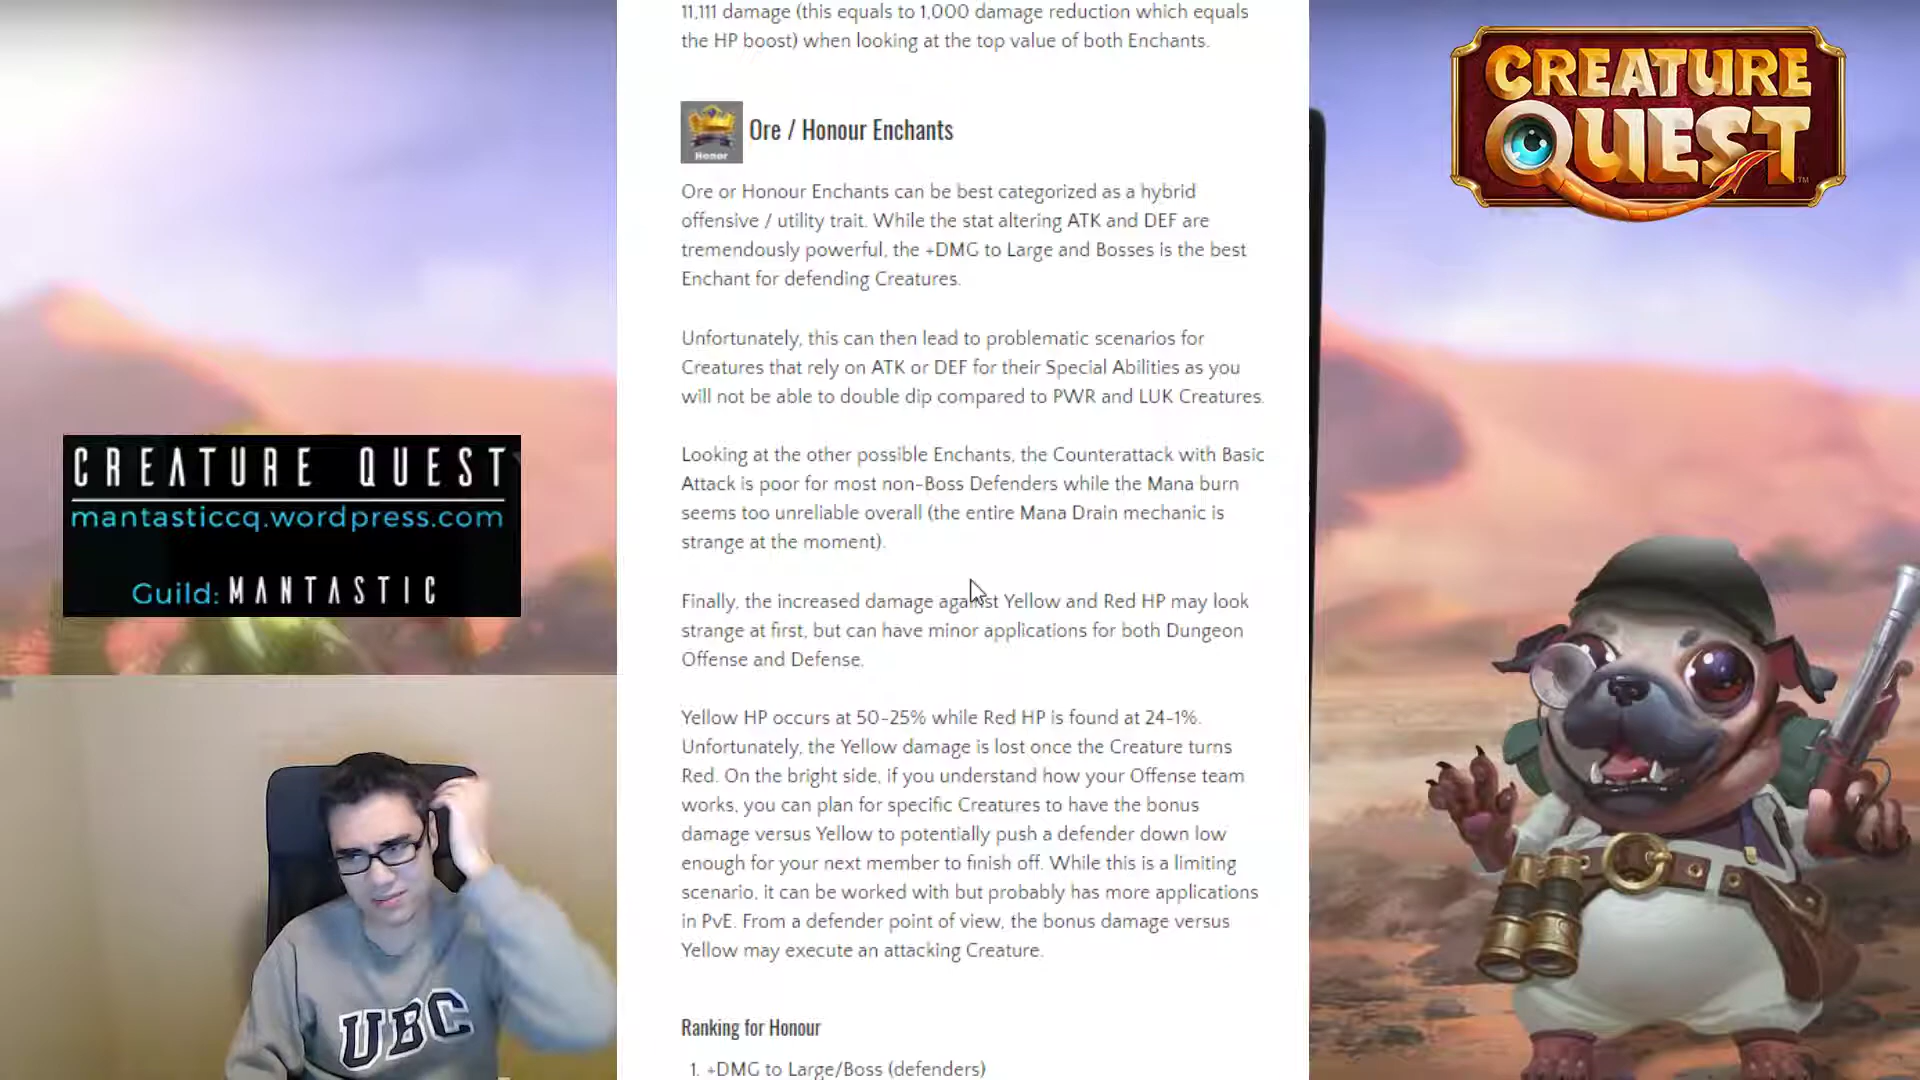 11,111 damage (this equals to 1,000 damage reduction which equals
the HP boost) when looking at the top value of both Enchants.
Honor
Ore / Honour Enchants
Ore or Honour Enchants can be best categorized as a hybrid
offensive / utility trait. While the stat altering ATK and DEF are
tremendously powerful, the +DMG to Large and Bosses is the best
Enchant for defending Creatures.
Unfortunately, this can then lead to problematic scenarios for
Creatures that rely on ATK or DEF for their Special Abilities as you
will not be able to double dip compared to PWR and LUK Creatures.
Looking at the other possible Enchants, the Counterattack with Basic
Attack is poor for most non-Boss Defenders while the Mana burn
seems too unreliable overall (the entire Mana Drain mechanic is
strange at the moment).
Finally, the increased damage against Yellow and Red HP may look
strange at first, but can have minor applications for both Dungeon
Offense and Defense.
Yellow HP occurs at 50-25% while Red HP is found at 24-1%.
Unfortunately, the Yellow damage is lost once the Creature turns
Red. On the bright side, if you understand how your Offense team
works, you can plan for specific Creatures to have the bonus
damage versus Yellow to potentially push a defender down low
enough for your next member to finish off. While this is a limiting
scenario, it can be worked with but probably has more applications
in PvE. From a defender point of view, the bonus damage versus
Yellow may execute an attacking Creature.
Ranking for Honour
1. +DMG to Large/Boss (defenders)
CREATURE QUEST
mantasticcq.wordpress.com
Guild: MANTASTIC
UBC
CREATURE
QUEST
TM